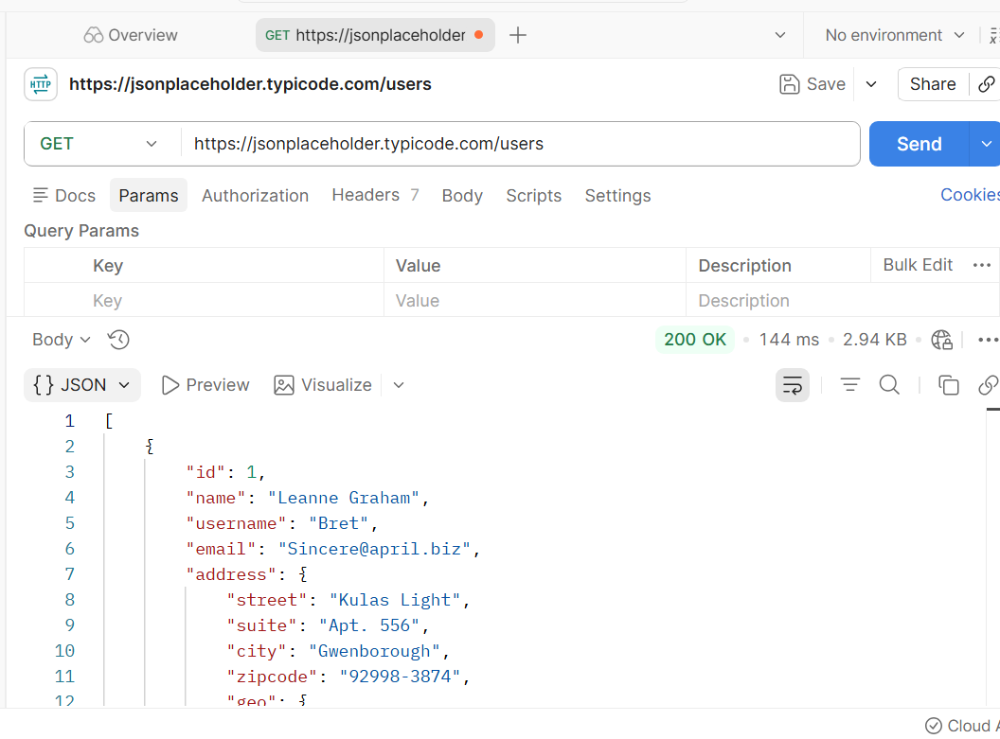 Overview GET https://jsonplaceholder No environment
HTTP https://jsonplaceholder.typicode.com/users Save Share
GET https://jsonplaceholder.typicode.com/users Send
Docs Params Authorization Headers 7 Body Scripts Settings Cookies
Query Params
Key Value Description Bulk Edit
Key Value Description
Body 200 OK 144 ms 2.94 KB
{} JSON Preview Visualize
1 [
2 {
3 "id": 1,
4 "name": "Leanne Graham",
5 "username": "Bret",
6 "email": "Sincere@april.biz",
7 "address": {
8 "street": "Kulas Light",
9 "suite": "Apt. 556",
10 "city": "Gwenborough",
11 "zipcode": "92998-3874",
12 "geo": {
Cloud